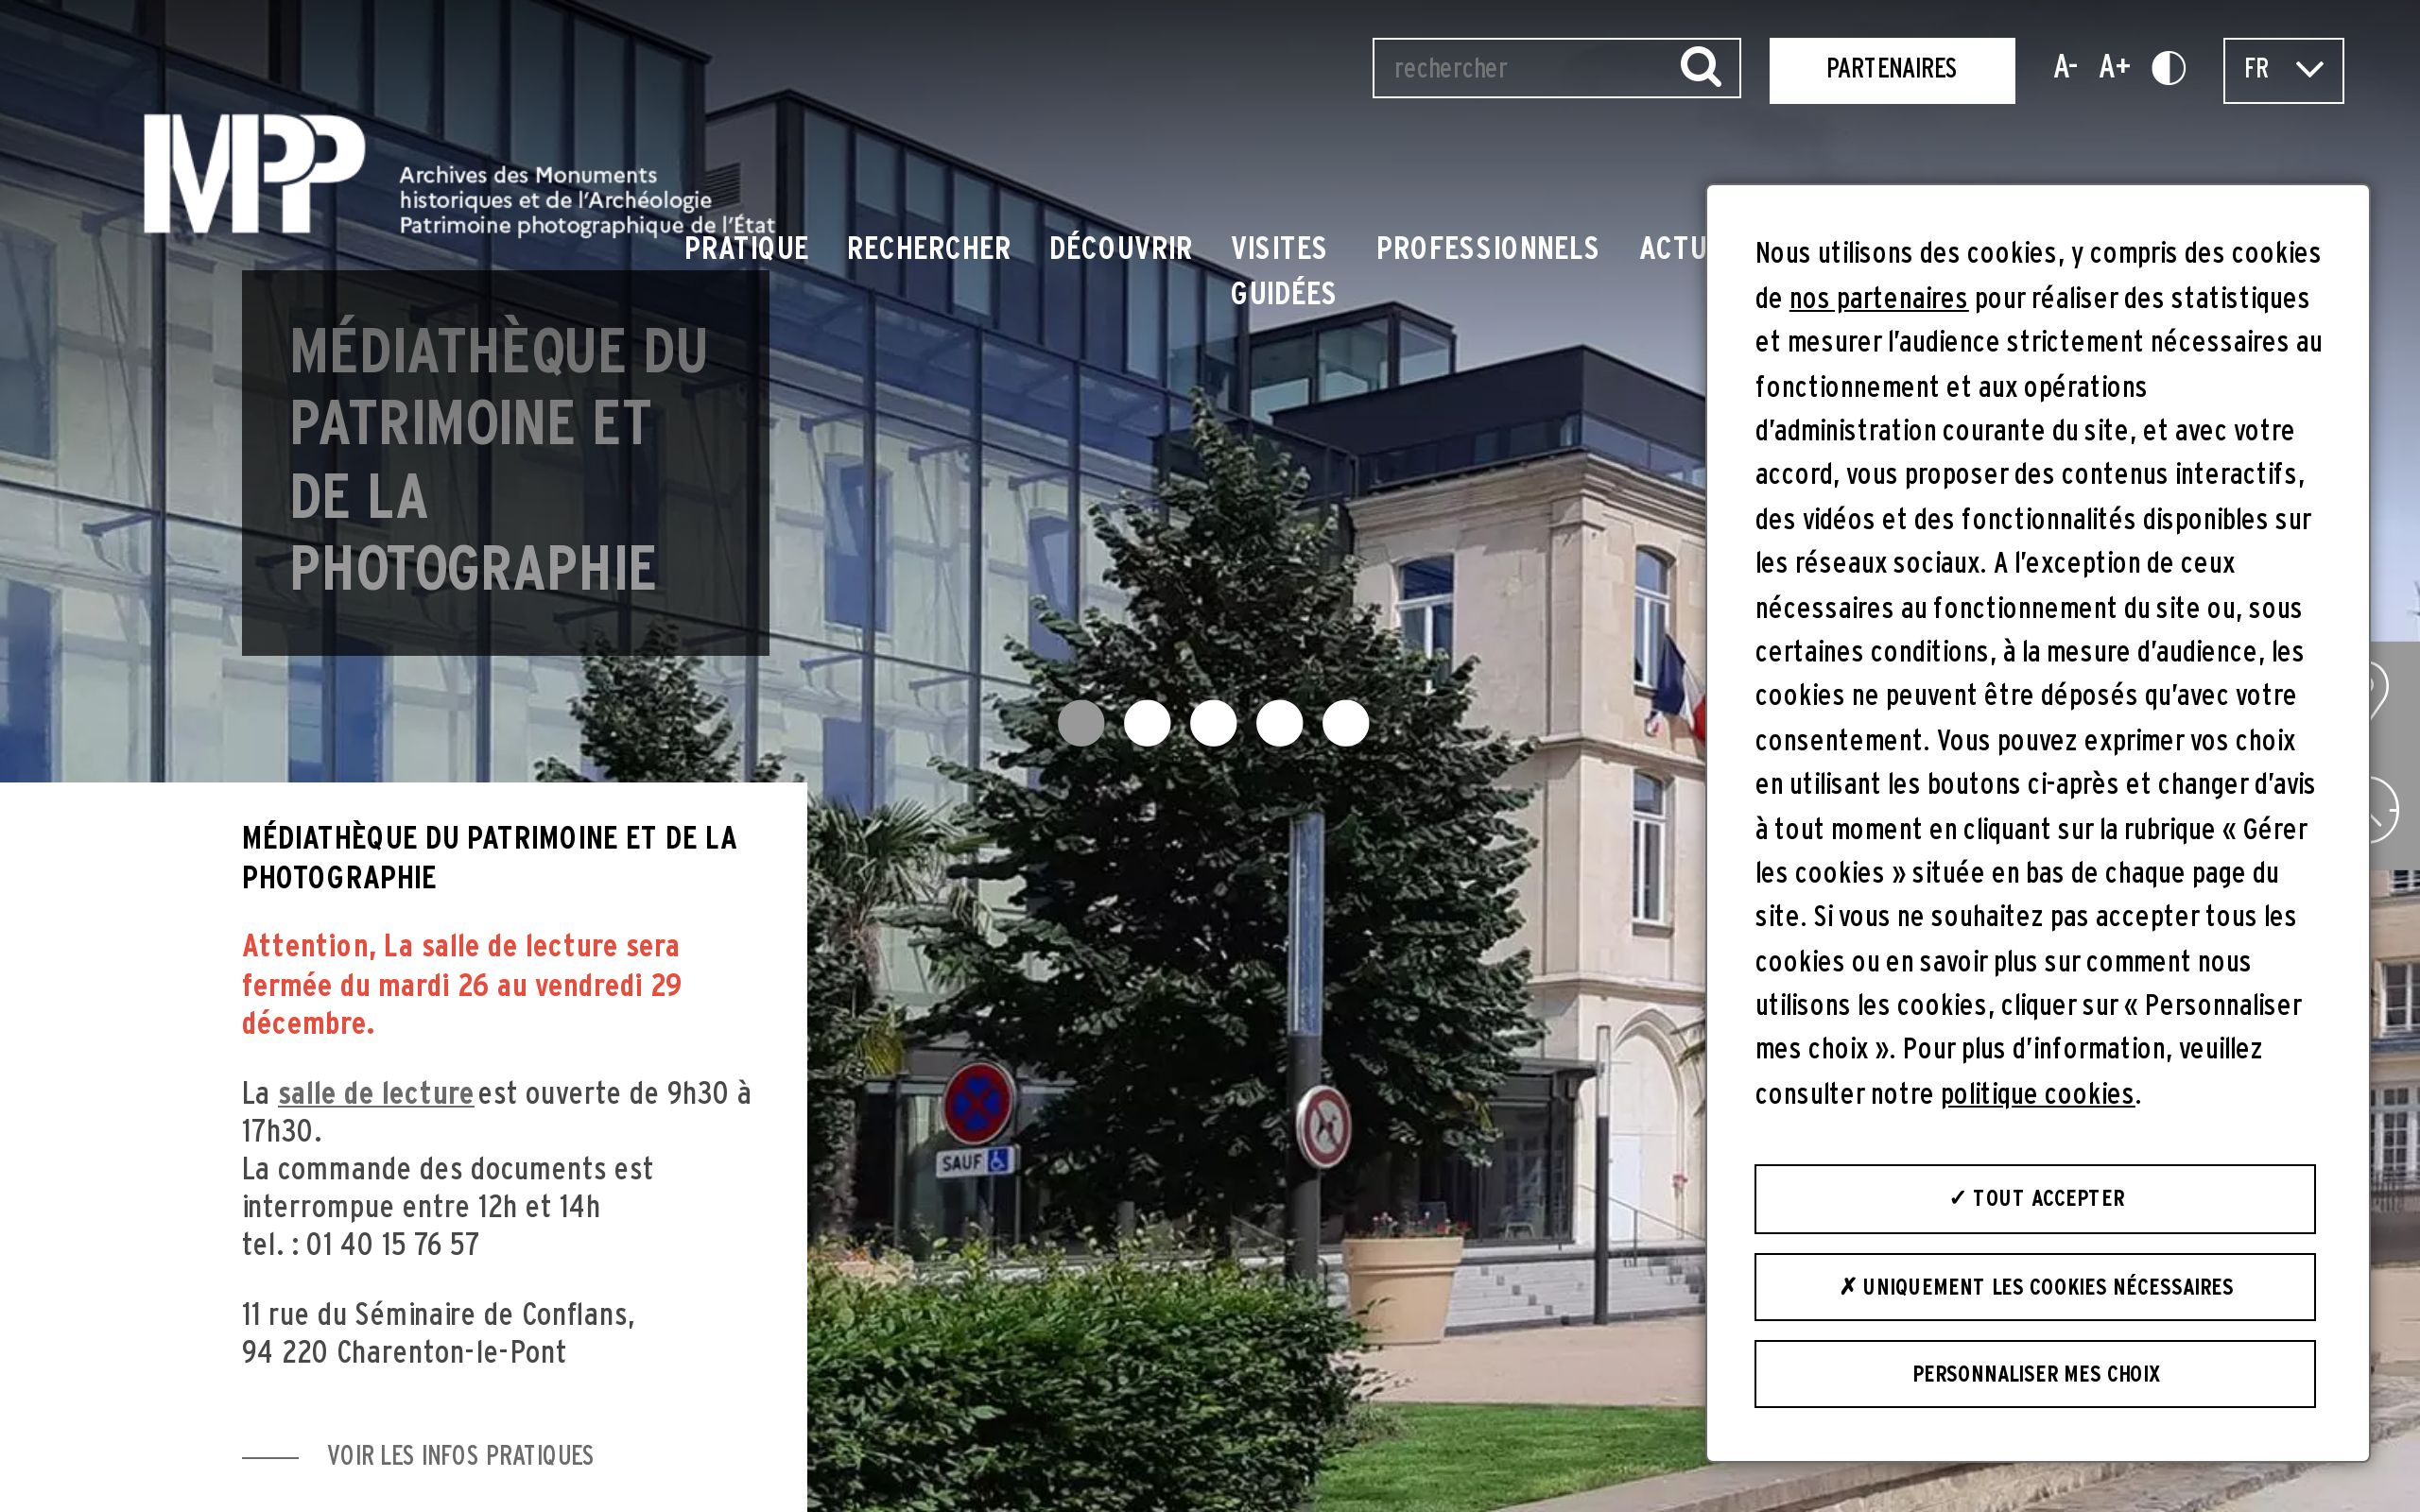 rechercher
PARTENAIRES
A-
A+
FR
MPP
Archives des Monuments
historiques et de l'Archéologie
Patrimoine photographique de l'État
PRATIQUE
RECHERCHER
DÉCOUVRIR
VISITES
GUIDÉES
PROFESSIONNELS
ACTU
MÉDIATHÈQUE DU
PATRIMOINE ET
DE LA
PHOTOGRAPHIE
MÉDIATHÈQUE DU PATRIMOINE ET DE LA
PHOTOGRAPHIE
Attention, La salle de lecture sera
fermée du mardi 26 au vendredi 29
décembre.
La salle de lecture est ouverte de 9h30 à
17h30.
La commande des documents est
interrompue entre 12h et 14h
tel. : 01 40 15 76 57
11 rue du Séminaire de Conflans,
94 220 Charenton-le-Pont
VOIR LES INFOS PRATIQUES
SAUF
Nous utilisons des cookies, y compris des cookies
de nos partenaires pour réaliser des statistiques
et mesurer l'audience strictement nécessaires au
fonctionnement et aux opérations
d'administration courante du site, et avec votre
accord, vous proposer des contenus interactifs,
des vidéos et des fonctionnalités disponibles sur
les réseaux sociaux. A l'exception de ceux
nécessaires au fonctionnement du site ou, sous
certaines conditions, à la mesure d'audience, les
cookies ne peuvent être déposés qu'avec votre
consentement. Vous pouvez exprimer vos choix
en utilisant les boutons ci-après et changer d'avis
à tout moment en cliquant sur la rubrique « Gérer
les cookies » située en bas de chaque page du
site. Si vous ne souhaitez pas accepter tous les
cookies ou en savoir plus sur comment nous
utilisons les cookies, cliquer sur « Personnaliser
mes choix ». Pour plus d'information, veuillez
consulter notre politique cookies.
✓ TOUT ACCEPTER
✗ UNIQUEMENT LES COOKIES NÉCESSAIRES
PERSONNALISER MES CHOIX